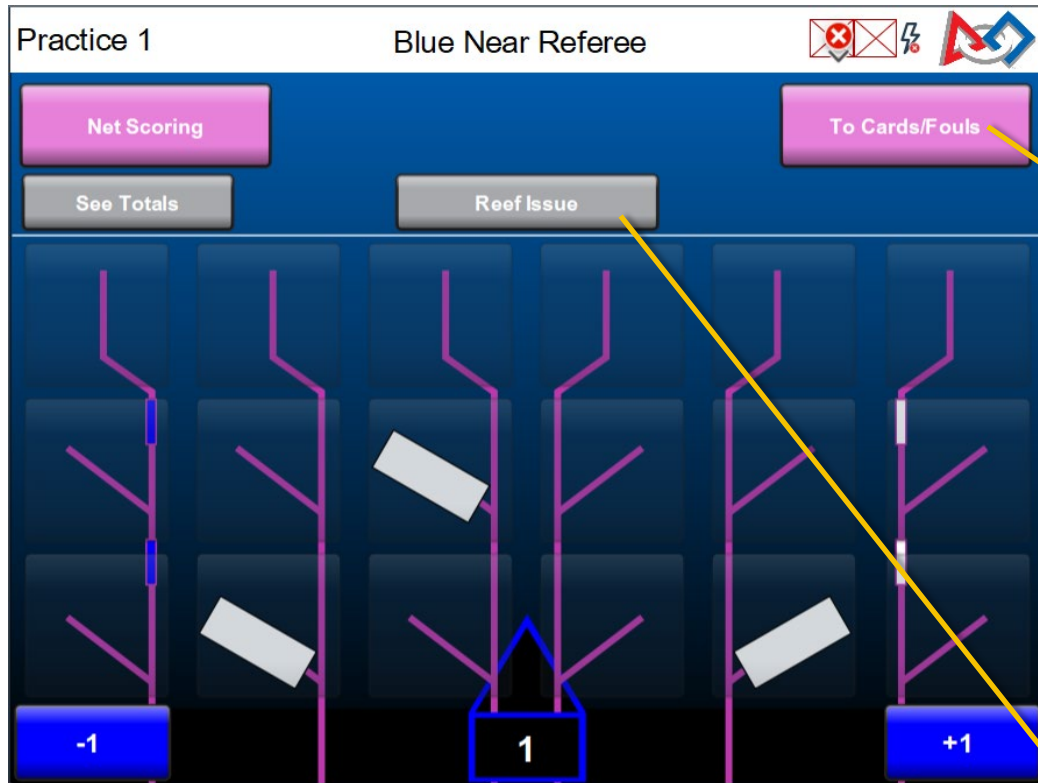 Practice 1
Blue Near Referee
Net Scoring
To Cards/Fouls
See Totals
Reef Issue
-1
1
+1